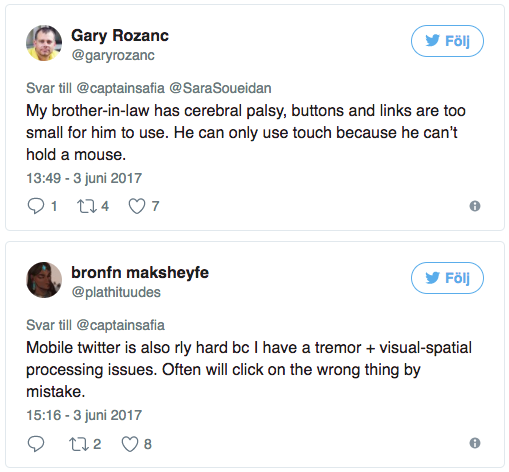 Gary Rozanc
@garyrozanc
Följ
Svar till @captainsafia @SaraSoueidan
My brother-in-law has cerebral palsy, buttons and links are too
small for him to use. He can only use touch because he can't
hold a mouse.
13:49 - 3 juni 2017
1 4 7
bronfn maksheyfe
@plathituudes
Följ
Svar till @captainsafia
Mobile twitter is also rly hard bc I have a tremor + visual-spatial
processing issues. Often will click on the wrong thing by
mistake.
15:16 - 3 juni 2017
2 8